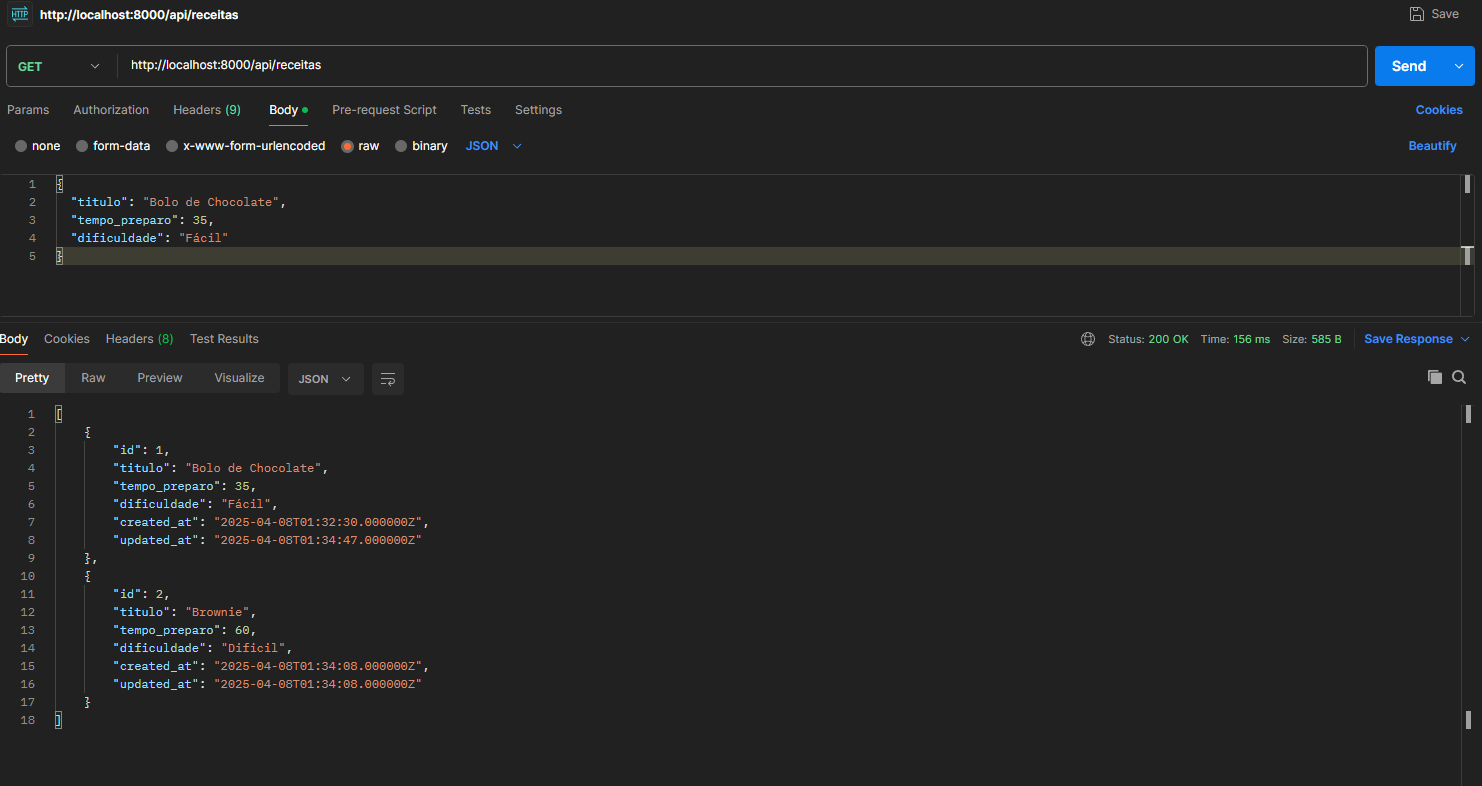 HTTP http://localhost:8000/api/receitas Save
GET http://localhost:8000/api/receitas Send
Params Authorization Headers (9) Body Pre-request Script Tests Settings Cookies
none form-data x-www-form-urlencoded raw binary JSON Beautify
1 {
2 "titulo": "Bolo de Chocolate",
3 "tempo_preparo": 35,
4 "dificuldade": "Fácil"
5 }
Body Cookies Headers (8) Test Results Status: 200 OK Time: 156 ms Size: 585 B Save Response
Pretty Raw Preview Visualize JSON
1 [
2 {
3 "id": 1,
4 "titulo": "Bolo de Chocolate",
5 "tempo_preparo": 35,
6 "dificuldade": "Fácil",
7 "created_at": "2025-04-08T01:32:30.000000Z",
8 "updated_at": "2025-04-08T01:34:47.000000Z"
9 },
10 {
11 "id": 2,
12 "titulo": "Brownie",
13 "tempo_preparo": 60,
14 "dificuldade": "Dificil",
15 "created_at": "2025-04-08T01:34:08.000000Z",
16 "updated_at": "2025-04-08T01:34:08.000000Z"
17 }
18 ]